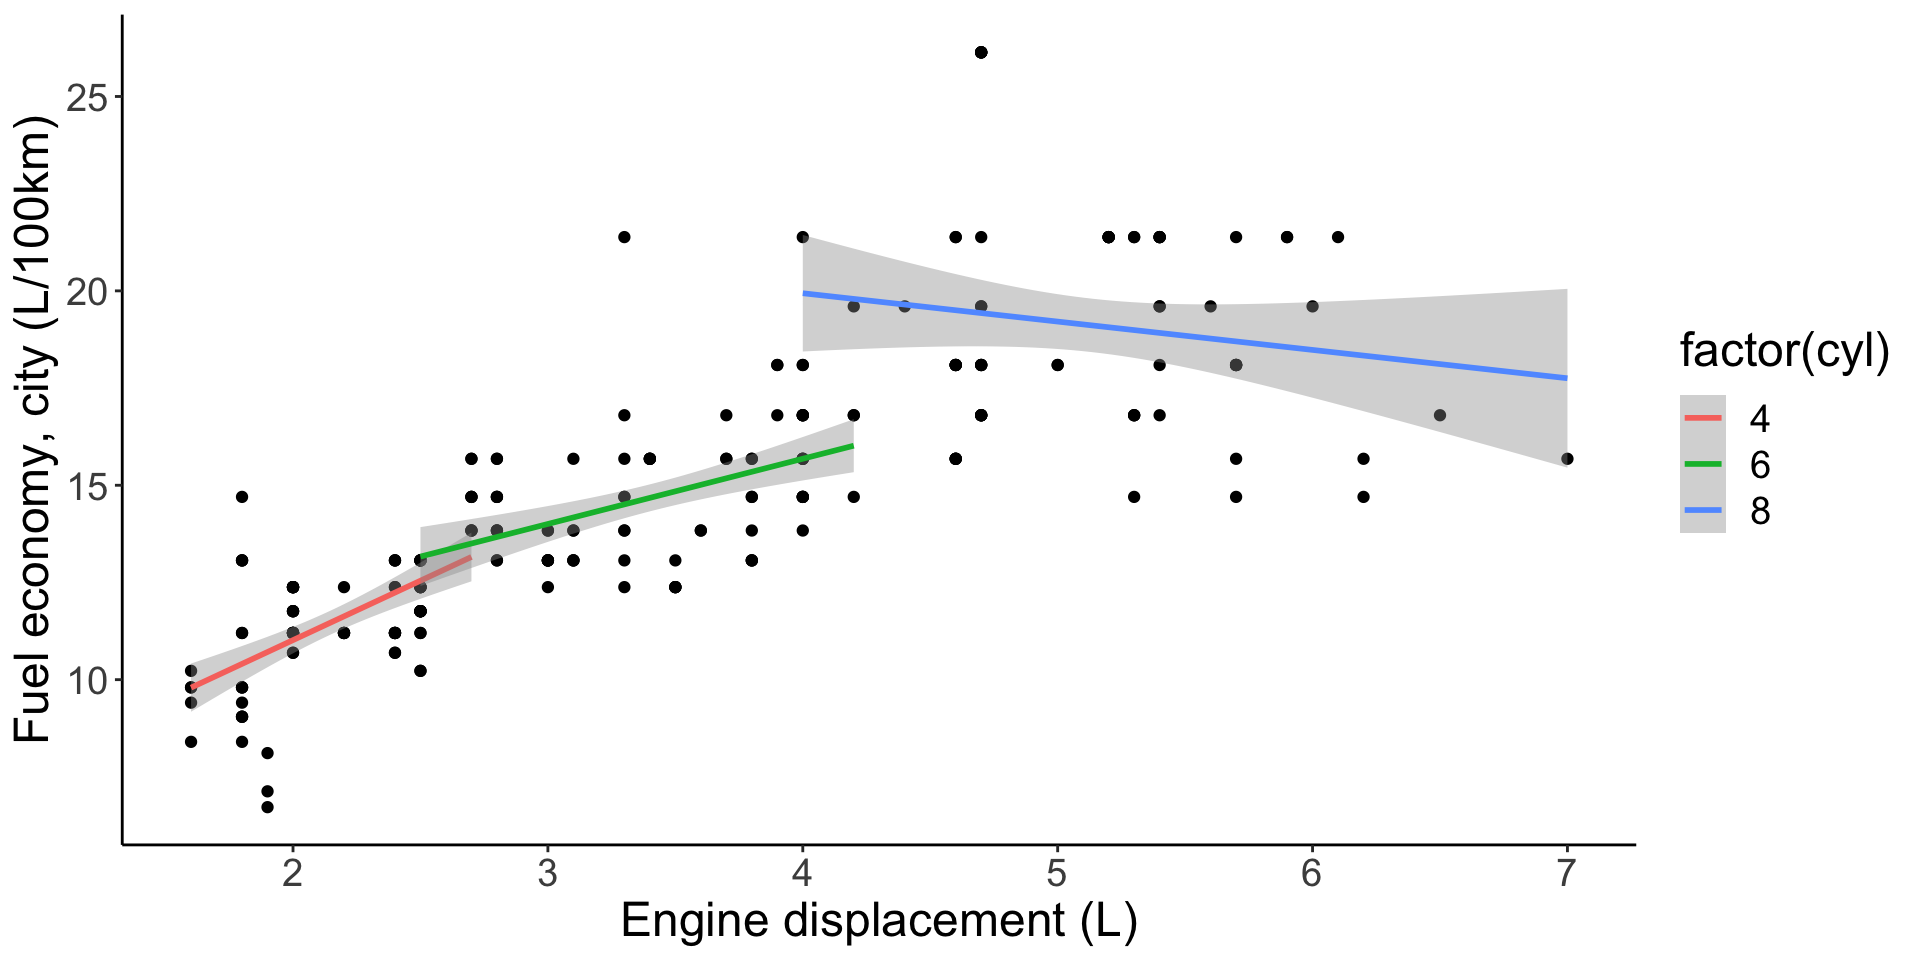 Fuel economy, city (L/100km)
25
20
15
10
2 3 4 5 6 7
Engine displacement (L)
factor(cyl)
4
6
8